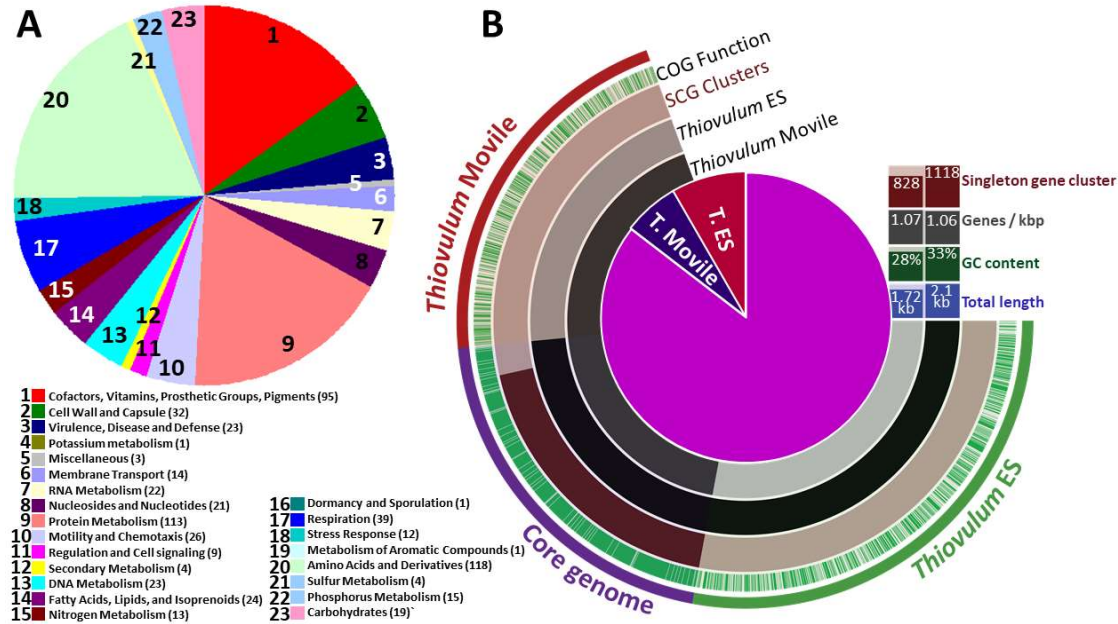 A
1
2
3
5
6
7
8
9
10
11
12
13
14
15
17
18
20
21
22
23
1 Cofactors, Vitamins, Prosthetic Groups, Pigments (95)
2 Cell Wall and Capsule (32)
3 Virulence, Disease and Defense (23)
4 Potassium metabolism (1)
5 Miscellaneous (3)
6 Membrane Transport (14)
7 RNA Metabolism (22)
8 Nucleosides and Nucleotides (21)
9 Protein Metabolism (113)
10 Motility and Chemotaxis (26)
11 Regulation and Cell signaling (9)
12 Secondary Metabolism (4)
13 DNA Metabolism (23)
14 Fatty Acids, Lipids, and Isoprenoids (24)
15 Nitrogen Metabolism (13)
16 Dormancy and Sporulation (1)
17 Respiration (39)
18 Stress Response (12)
19 Metabolism of Aromatic Compounds (1)
20 Amino Acids and Derivatives (118)
21 Sulfur Metabolism (4)
22 Phosphorus Metabolism (15)
23 Carbohydrates (19)`
B
COG Function
SCG Clusters
Thiovulum ES
Thiovulum Movile
Thiovulum Movile
T. Movile
T. ES
828 1118 Singleton gene cluster
1.07 1.06 Genes / kbp
28% 33% GC content
1.72 kb 2.1 kb Total length
Core genome
Thiovulum ES